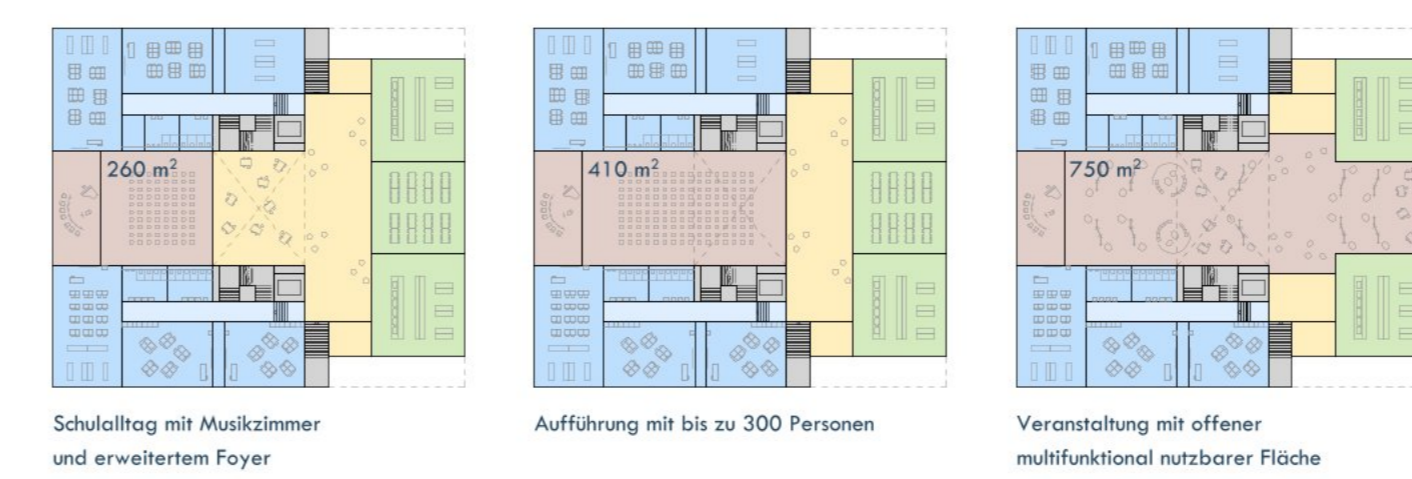 260 m²
410 m²
750 m²
Schulalltag mit Musikzimmer
und erweitertem Foyer
Aufführung mit bis zu 300 Personen
Veranstaltung mit offener
multifunktional nutzbarer Fläche